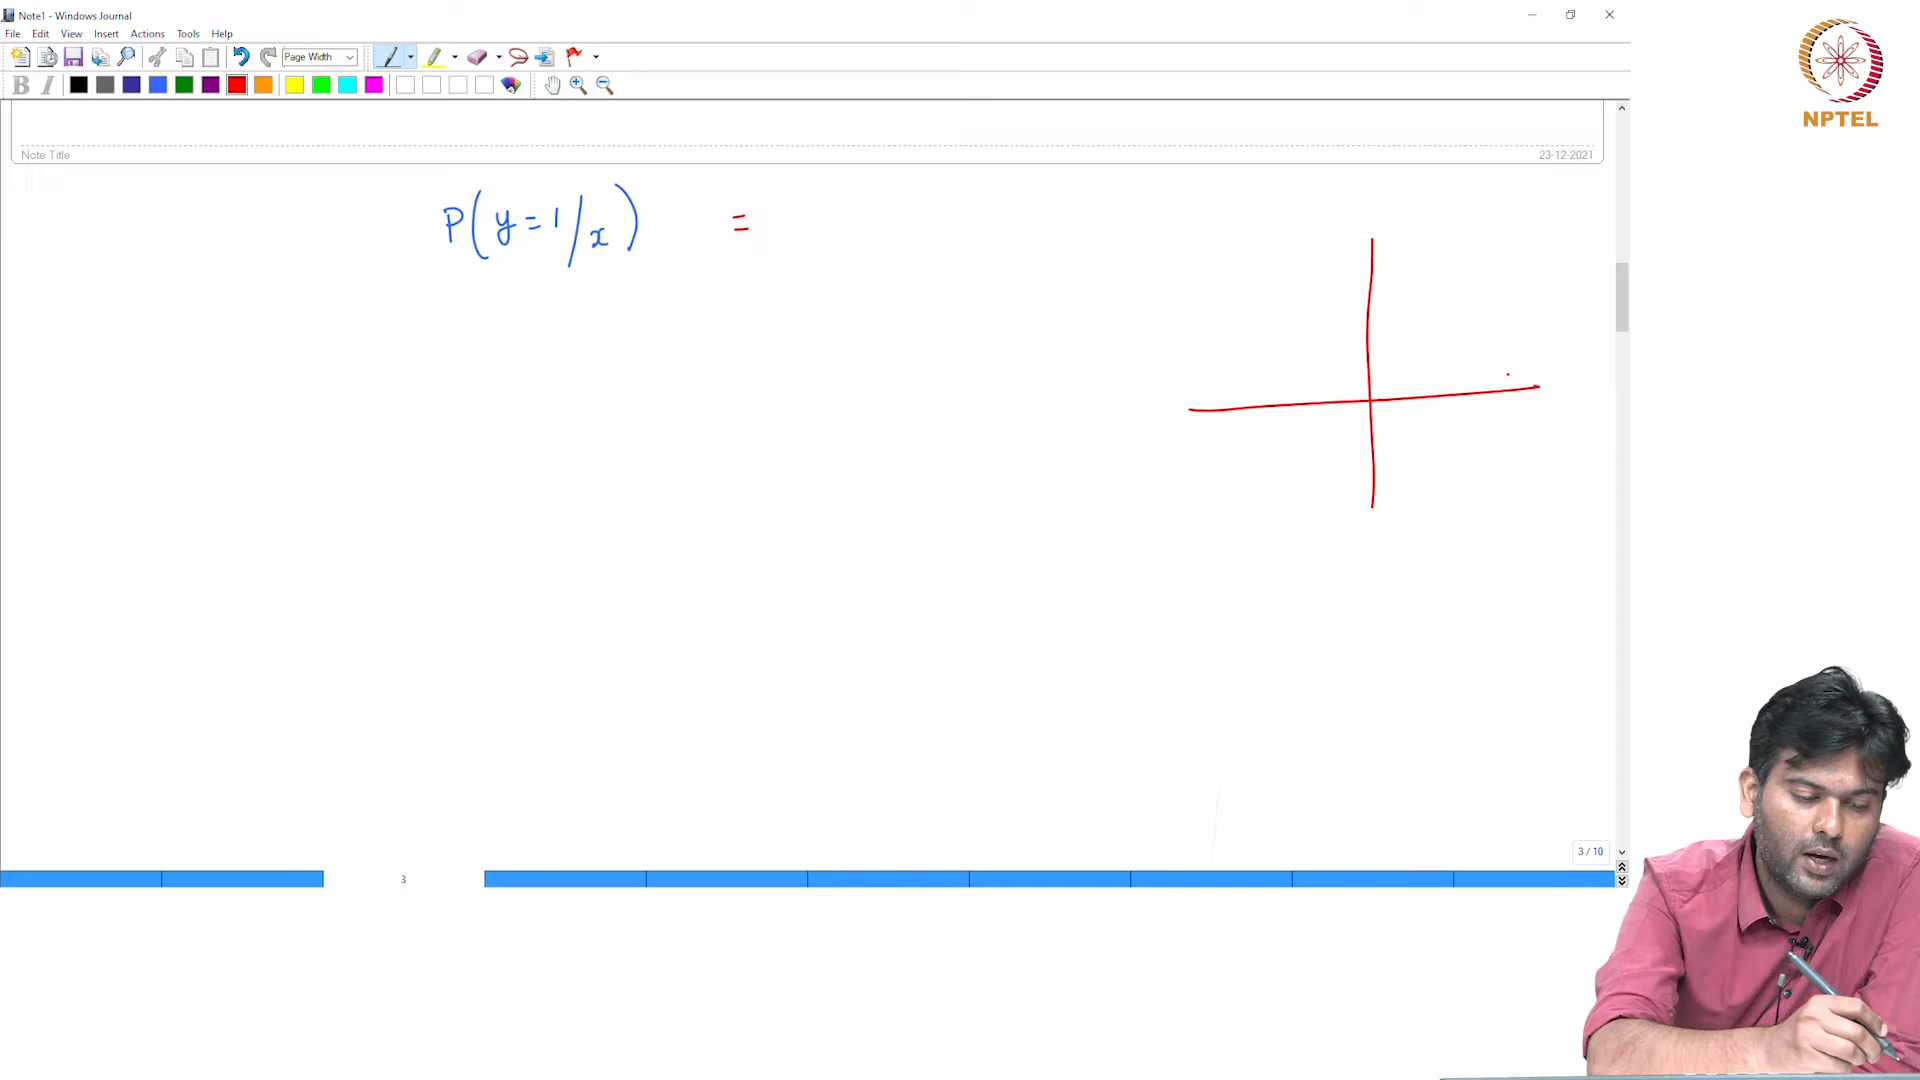 Note1 - Windows Journal
File Edit View Insert Actions Tools Help
Page Width
B I
NPTEL
Note Title
23-12-2021
P(y=1/x) =
3 / 10
3